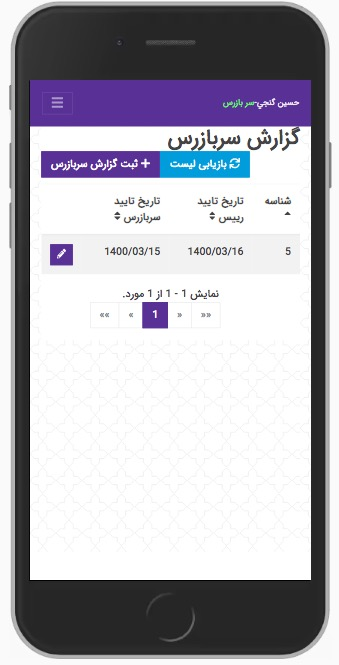 حسین گنجي-سر بازرس
گزارش سربازرس
ثبت گزارش سربازرس بازیابی لیست
شناسه تاریخ تایید رییس تاریخ تایید سربازرس
5 1400/03/16 1400/03/15
نمایش 1 - 1 از 1 مورد.
«« « 1 » »»